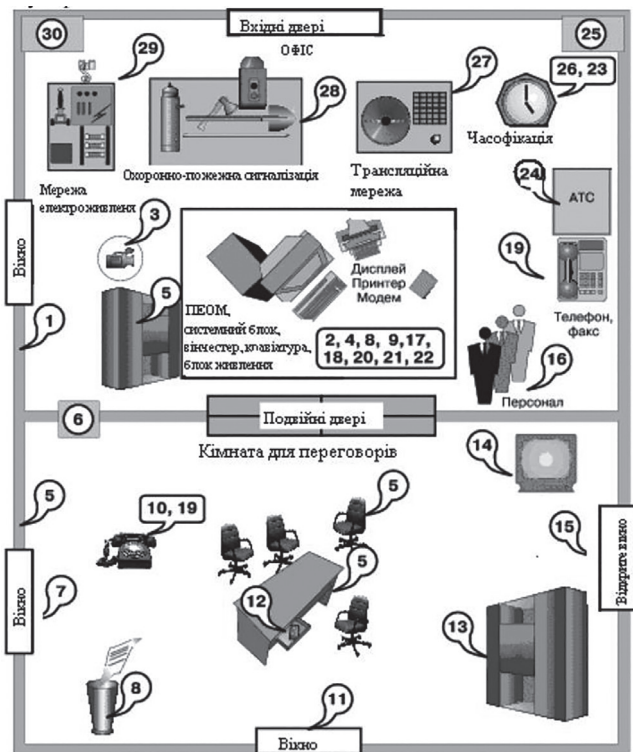 Вхідні двері
30
25
ОФІС
29
28
27
26, 23
Часофікація
Охоронно-пожежна сигналізація
Трансляційна
мережа
Мережа
електроживленя
24
АТС
Вікно
3
19
5
Дисплей
Принтер
Модем
Телефон,
факс
ПЕОМ,
системний блок,
вінчестер, клавіатура,
блок живлення
2, 4, 8, 9,17,
18, 20, 21, 22
1
16
Персонал
6
Подвійні двері
Кімната для переговорів
14
5
10, 19
5
15
Відкрите вікно
5
Вікно
7
12
13
8
11
Вікно